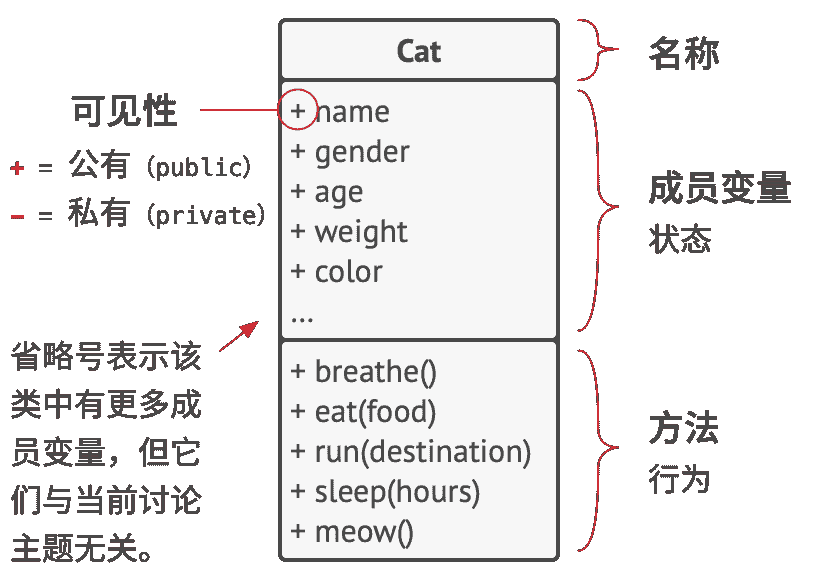 Cat
名称
可见性
+ = 公有 (public)
− = 私有 (private)
+ name
+ gender
+ age
+ weight
+ color
...
成员变量
状态
省略号表示该
类中有更多成
员变量，但它
们与当前讨论
主题无关。
+ breathe()
+ eat(food)
+ run(destination)
+ sleep(hours)
+ meow()
方法
行为